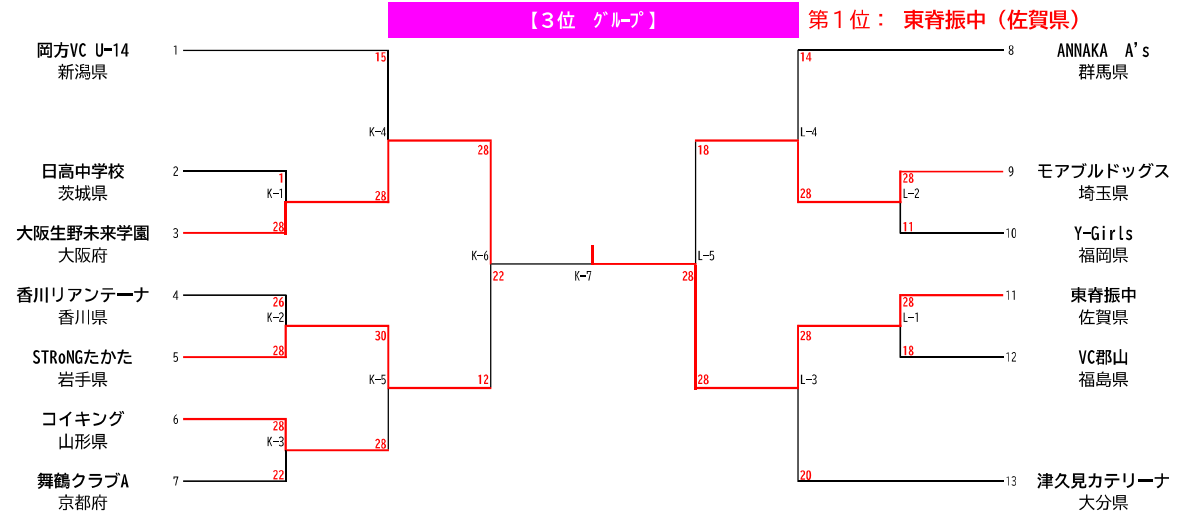 【３位　ｸﾞﾙｰﾌﾟ】
第１位： 東脊振中（佐賀県）
岡方VC U-14
新潟県
1
15
K-4
日高中学校
茨城県
2
1
K-1
28
28
28
大阪生野未来学園
大阪府
3
K-6
22
香川リアンテーナ
香川県
4
26
K-2
28
30
STRoNGたかた
岩手県
5
K-5
12
コイキング
山形県
6
28
K-3
22
28
舞鶴クラブA
京都府
7
K-7
ANNAKA A's
群馬県
8
14
L-4
18
28
モアブルドッグス
埼玉県
9
28
L-2
11
Y-Girls
福岡県
10
L-5
28
東脊振中
佐賀県
11
28
L-1
18
28
VC郡山
福島県
12
28
L-3
20
津久見カテリーナ
大分県
13